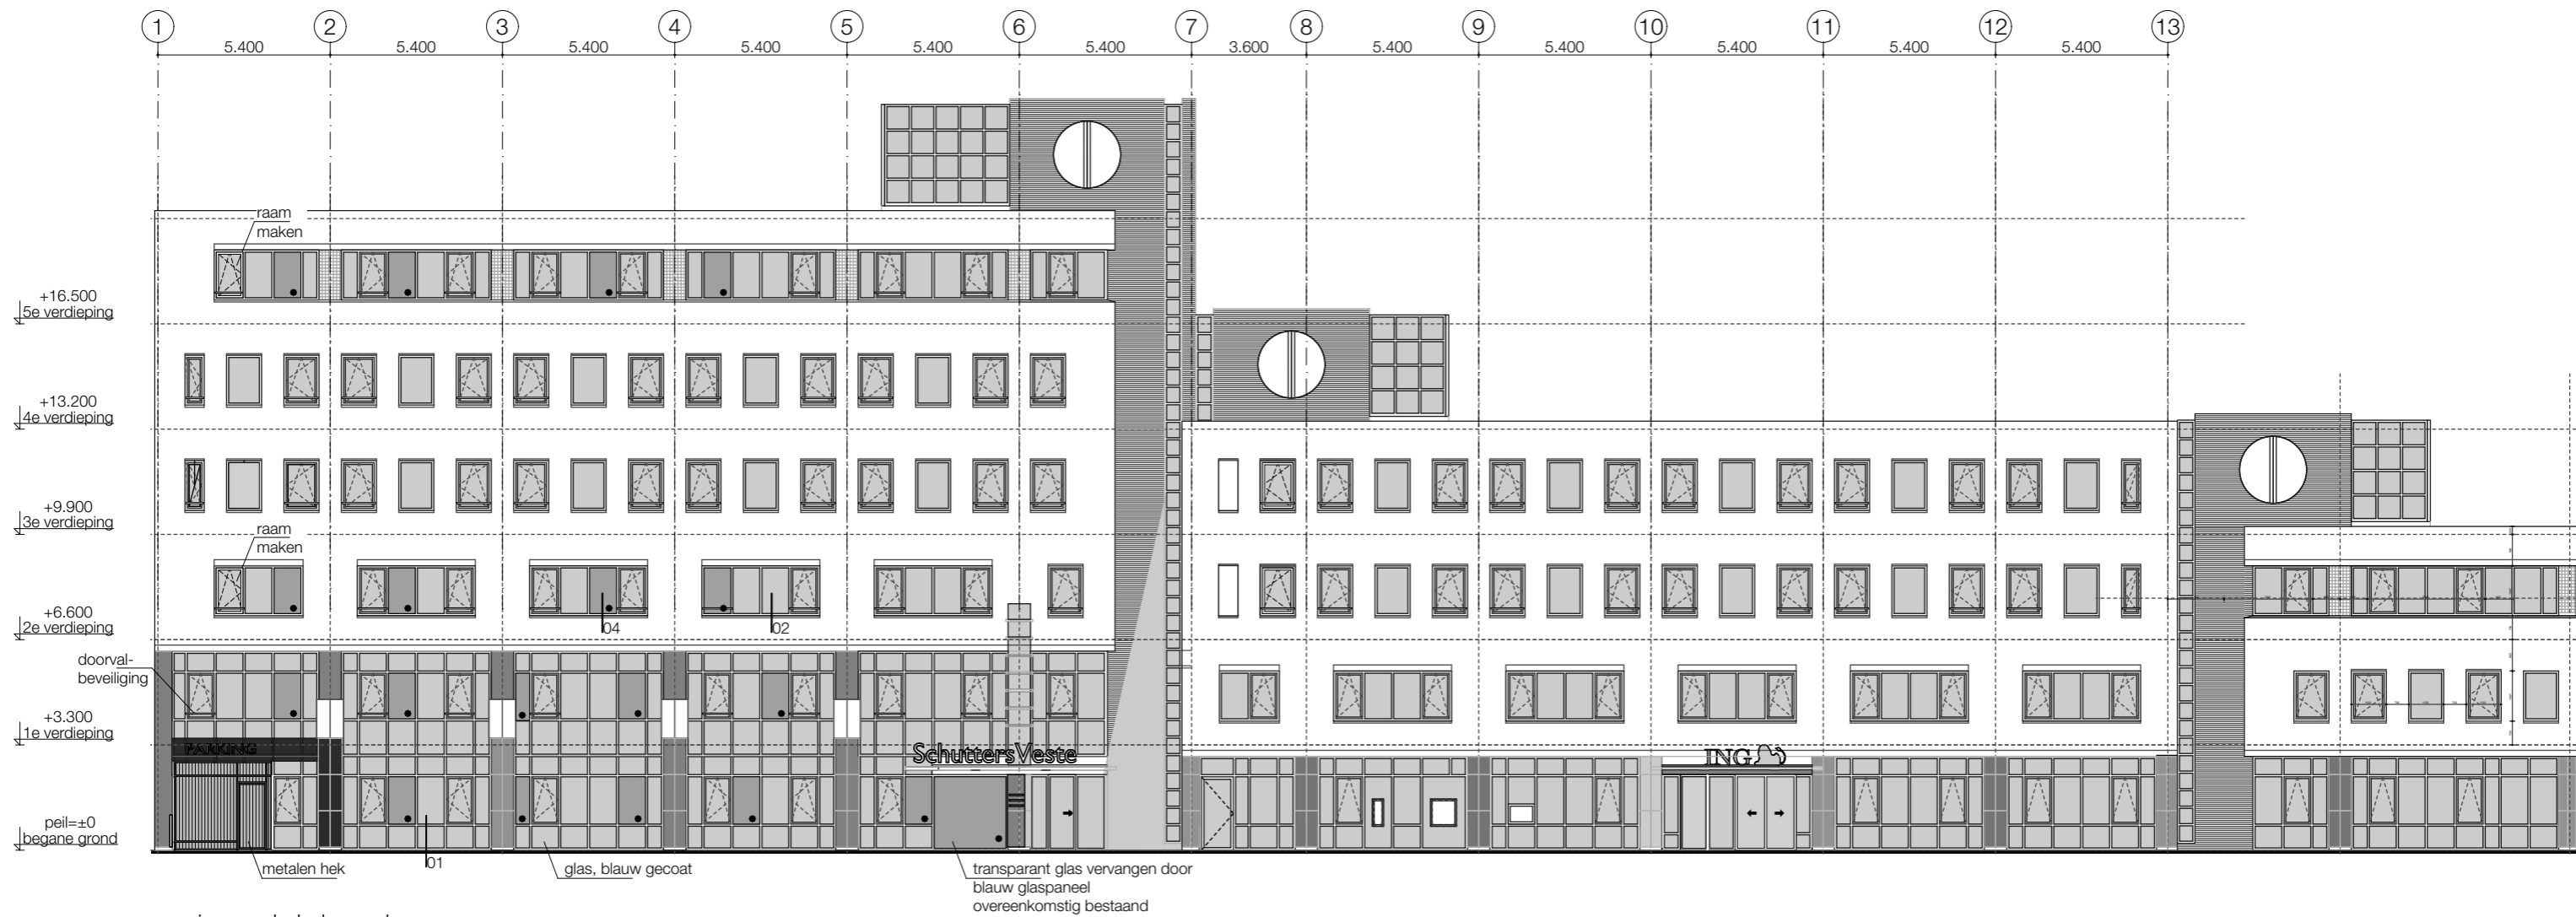 1 2 3 4 5 6 7 8 9 10 11 12 13
5.400 5.400 5.400 5.400 5.400 5.400 3.600 5.400 5.400 5.400 5.400 5.400
raam
maken
+16.500
5e verdieping
+13.200
4e verdieping
+9.900
3e verdieping
raam
maken
+6.600
2e verdieping
04
02
doorval-
beveiliging
+3.300
1e verdieping
PARKING
SchuttersVeste
ING
peil=±0
begane grond
metalen hek
01
glas, blauw gecoat
transparant glas vervangen door
blauw glaspaneel
overeenkomstig bestaand